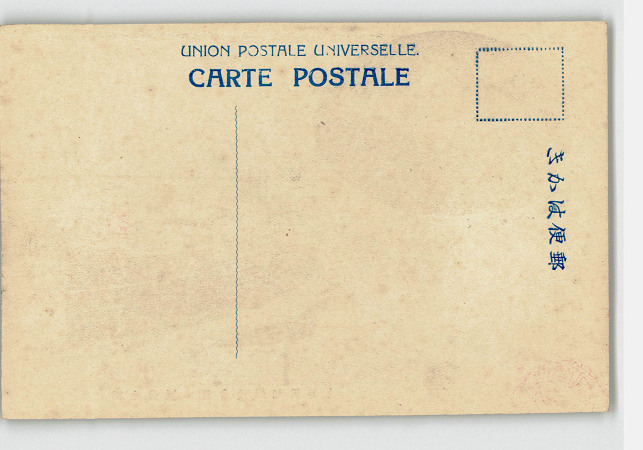 UNION POSTALE UNIVERSELLE.
CARTE POSTALE
郵便はかき